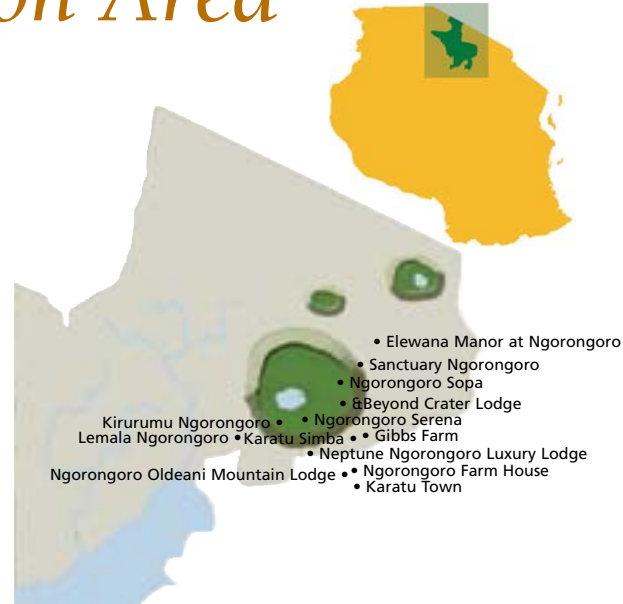 on Area
• Elewana Manor at Ngorongoro
• Sanctuary Ngorongoro
• Ngorongoro Sopa
• &Beyond Crater Lodge
Kirurumu Ngorongoro • • Ngorongoro Serena
Lemala Ngorongoro • Karatu Simba • • Gibbs Farm
• Neptune Ngorongoro Luxury Lodge
Ngorongoro Oldeani Mountain Lodge • • Ngorongoro Farm House
• Karatu Town